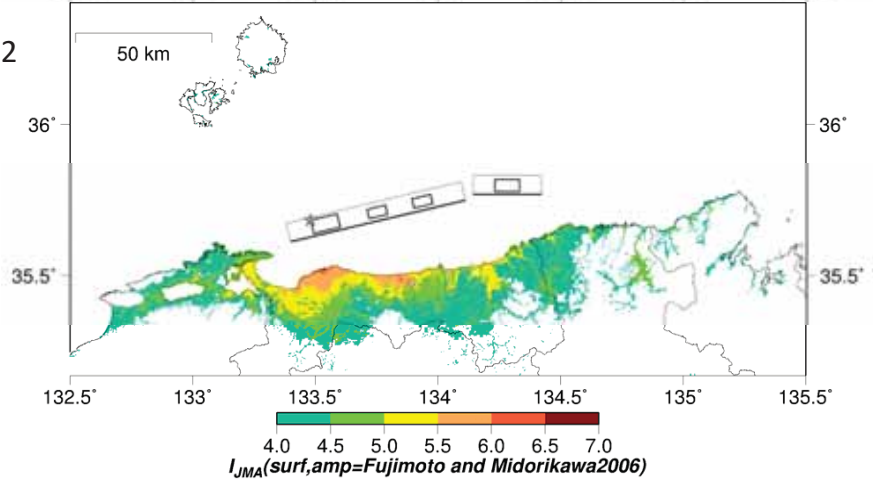 2
50 km
36° 36°
35.5° 35.5°
132.5° 133° 133.5° 134° 134.5° 135° 135.5°
4.0 4.5 5.0 5.5 6.0 6.5 7.0
I_JMA(surf,amp=Fujimoto and Midorikawa2006)